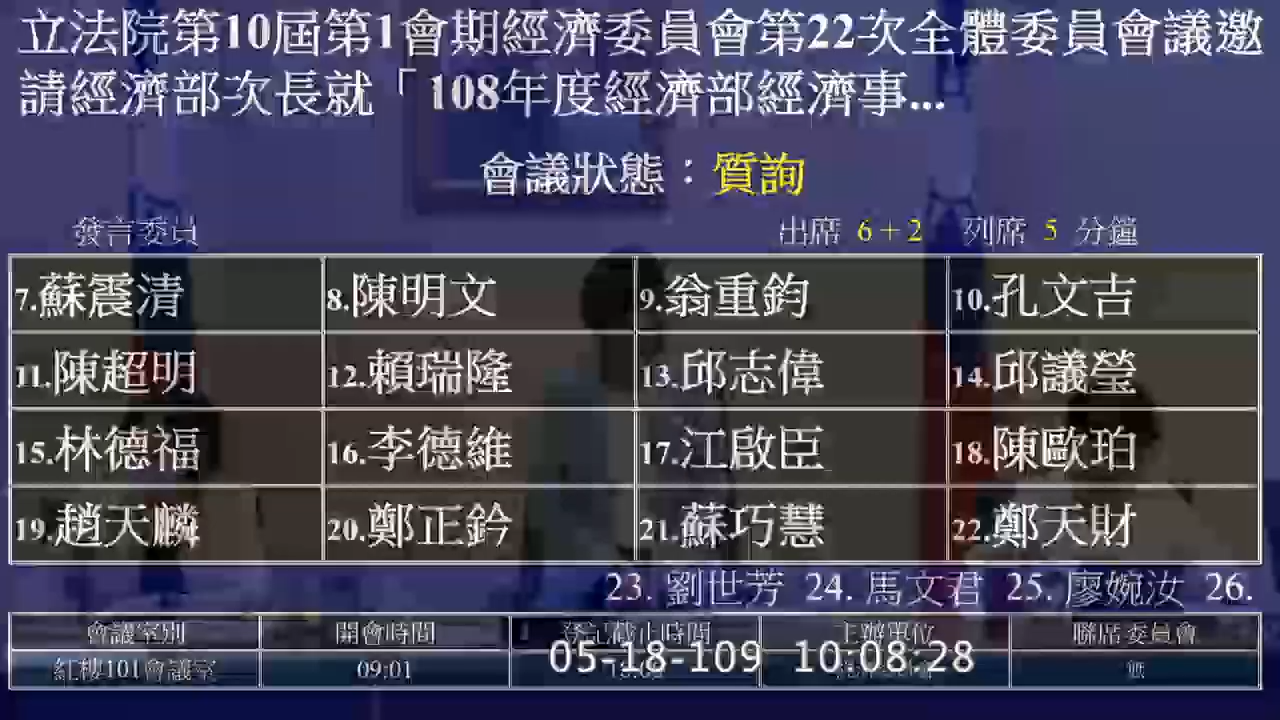 立法院第10屆第1會期經濟委員會第22次全體委員會議邀
請經濟部次長就「108年度經濟部經濟事...
會議狀態：質詢
發言委員 出席 6+2 列席 5 分鐘
7.蘇震清 8.陳明文 9.翁重鈞 10.孔文吉
11.陳超明 12.賴瑞隆 13.邱志偉 14.邱議瑩
15.林德福 16.李德維 17.江啟臣 18.陳歐珀
19.趙天麟 20.鄭正鈐 21.蘇巧慧 22.鄭天財
23. 劉世芳 24. 馬文君 25. 廖婉汝 26.
會議室別 開會時間 登記截止時間 主辦單位 聯席委員會
紅樓101會議室 09:01
05-18-109 10:08:28